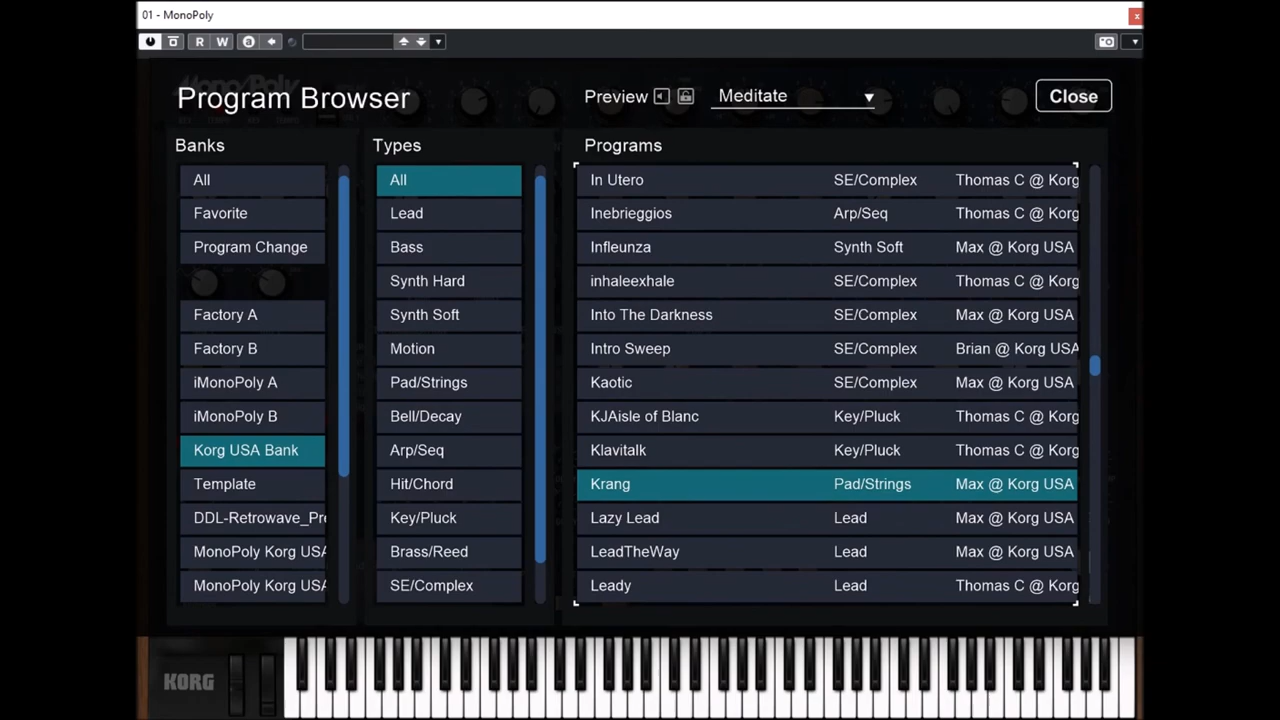 01 - MonoPoly
R W a
Mono/Poly
Program Browser
Preview
Meditate
Close
Banks
All
Favorite
Program Change
Factory A
Factory B
iMonoPoly A
iMonoPoly B
Korg USA Bank
Template
DDL-Retrowave_Pr
MonoPoly Korg USA
MonoPoly Korg USA
Types
All
Lead
Bass
Synth Hard
Synth Soft
Motion
Pad/Strings
Bell/Decay
Arp/Seq
Hit/Chord
Key/Pluck
Brass/Reed
SE/Complex
Programs
In Utero SE/Complex Thomas C @ Korg
Inebrieggios Arp/Seq Thomas C @ Korg
Infleunza Synth Soft Max @ Korg USA
inhaleexhale SE/Complex Thomas C @ Korg
Into The Darkness SE/Complex Max @ Korg USA
Intro Sweep SE/Complex Brian @ Korg USA
Kaotic SE/Complex Max @ Korg USA
KJAisle of Blanc Key/Pluck Thomas C @ Korg
Klavitalk Key/Pluck Thomas C @ Korg
Krang Pad/Strings Max @ Korg USA
Lazy Lead Lead Max @ Korg USA
LeadTheWay Lead Max @ Korg USA
Leady Lead Thomas C @ Korg
KORG